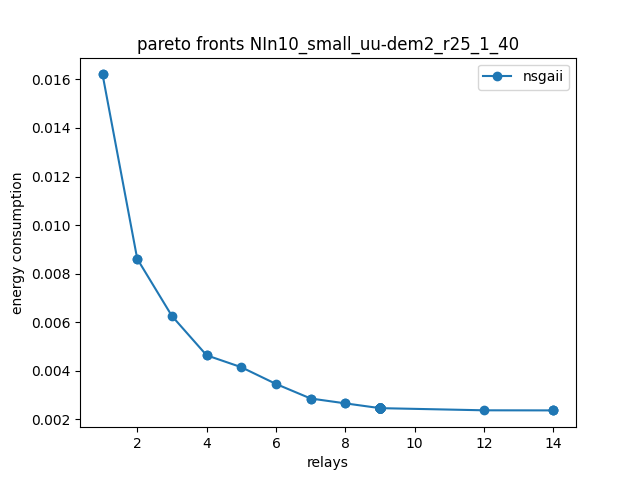 pareto fronts NIn10_small_uu-dem2_r25_1_40
nsgaii
energy consumption
0.016
0.014
0.012
0.010
0.008
0.006
0.004
0.002
2 4 6 8 10 12 14
relays